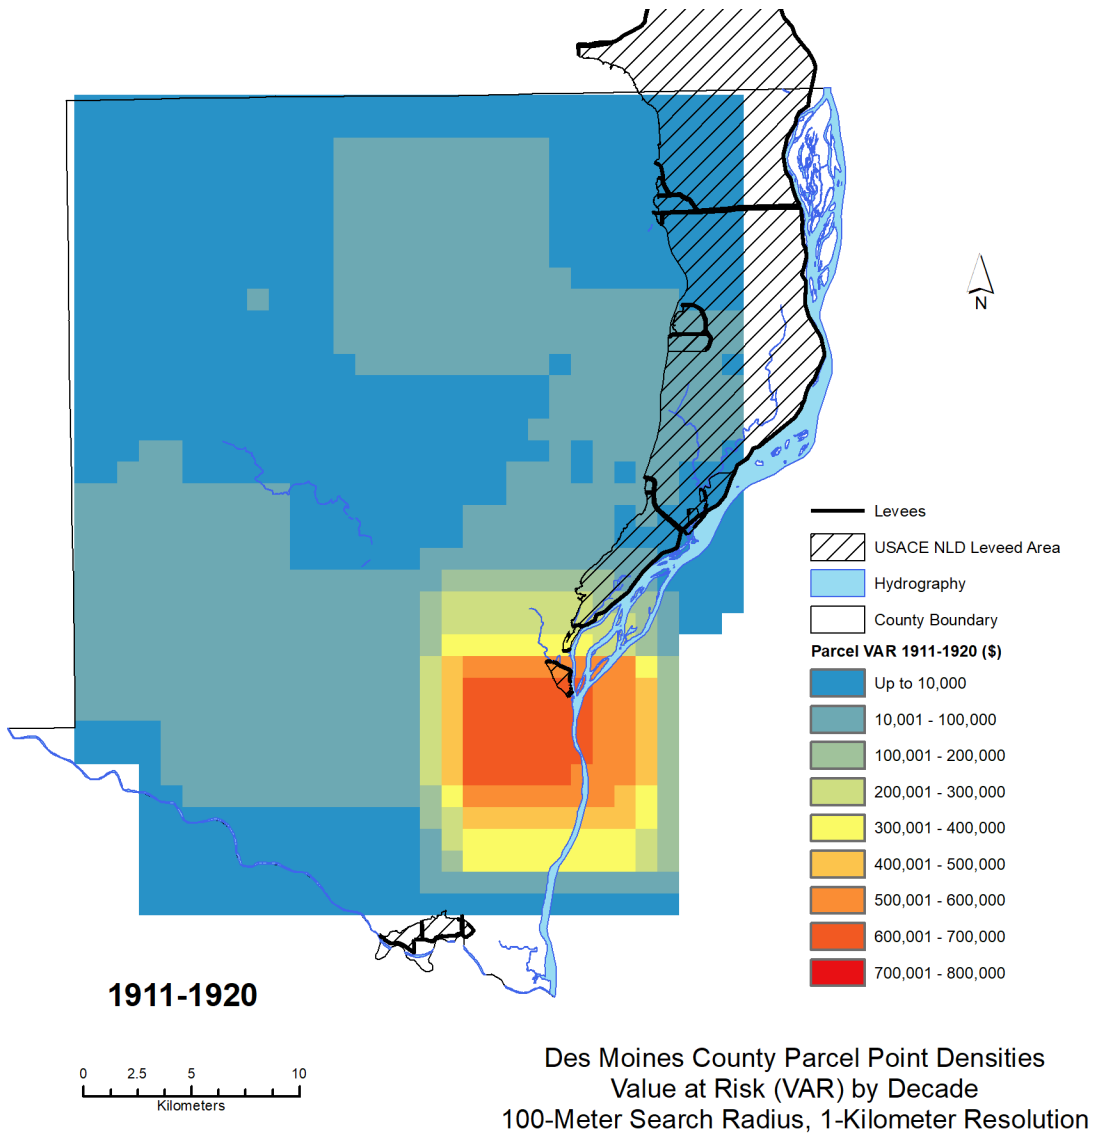 N
Levees
USACE NLD Leveed Area
Hydrography
County Boundary
Parcel VAR 1911-1920 ($)
Up to 10,000
10,001 - 100,000
100,001 - 200,000
200,001 - 300,000
300,001 - 400,000
400,001 - 500,000
500,001 - 600,000
600,001 - 700,000
700,001 - 800,000
1911-1920
0 2.5 5 10
Kilometers
Des Moines County Parcel Point Densities
Value at Risk (VAR) by Decade
100-Meter Search Radius, 1-Kilometer Resolution